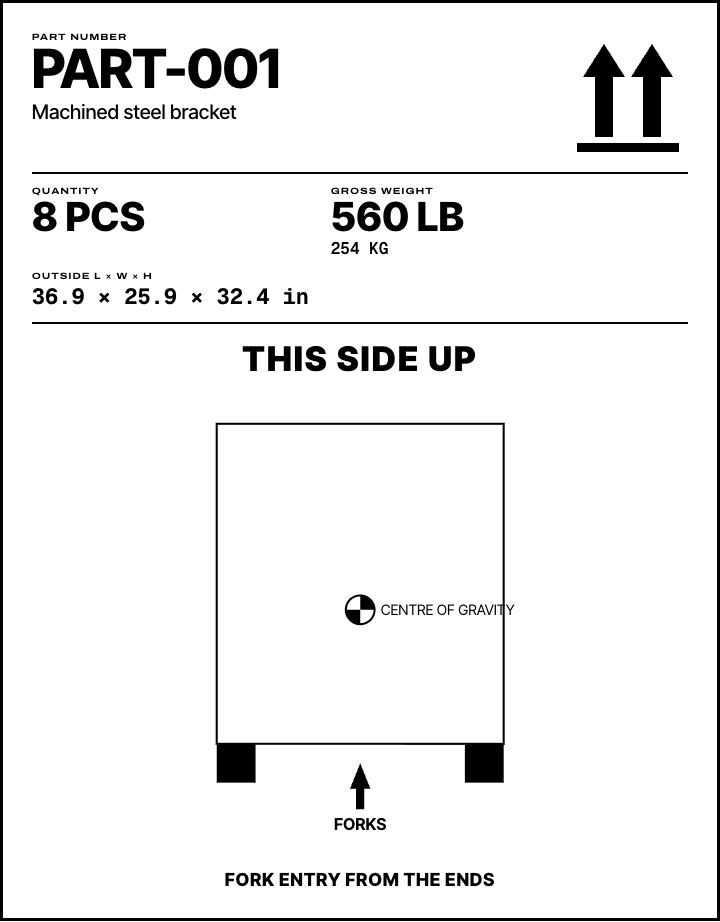 PART NUMBER
PART-001
Machined steel bracket
QUANTITY
8 PCS
GROSS WEIGHT
560 LB
254 KG
OUTSIDE L × W × H
36.9 × 25.9 × 32.4 in
THIS SIDE UP
CENTRE OF GRAVITY
FORKS
FORK ENTRY FROM THE ENDS